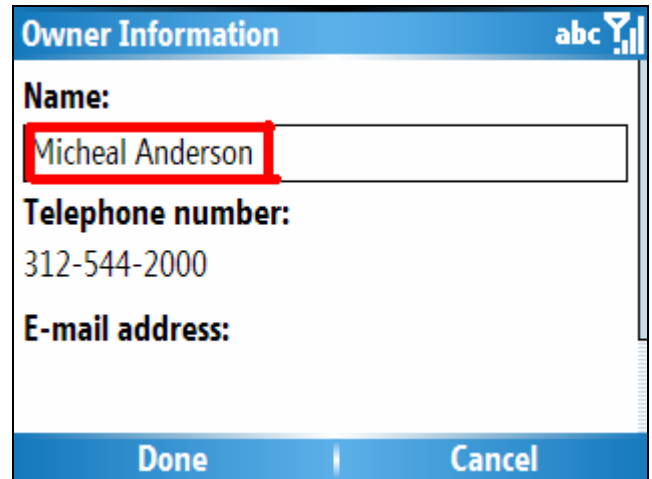 Owner Information abc
Name:
Micheal Anderson
Telephone number:
312-544-2000
E-mail address:
Done Cancel